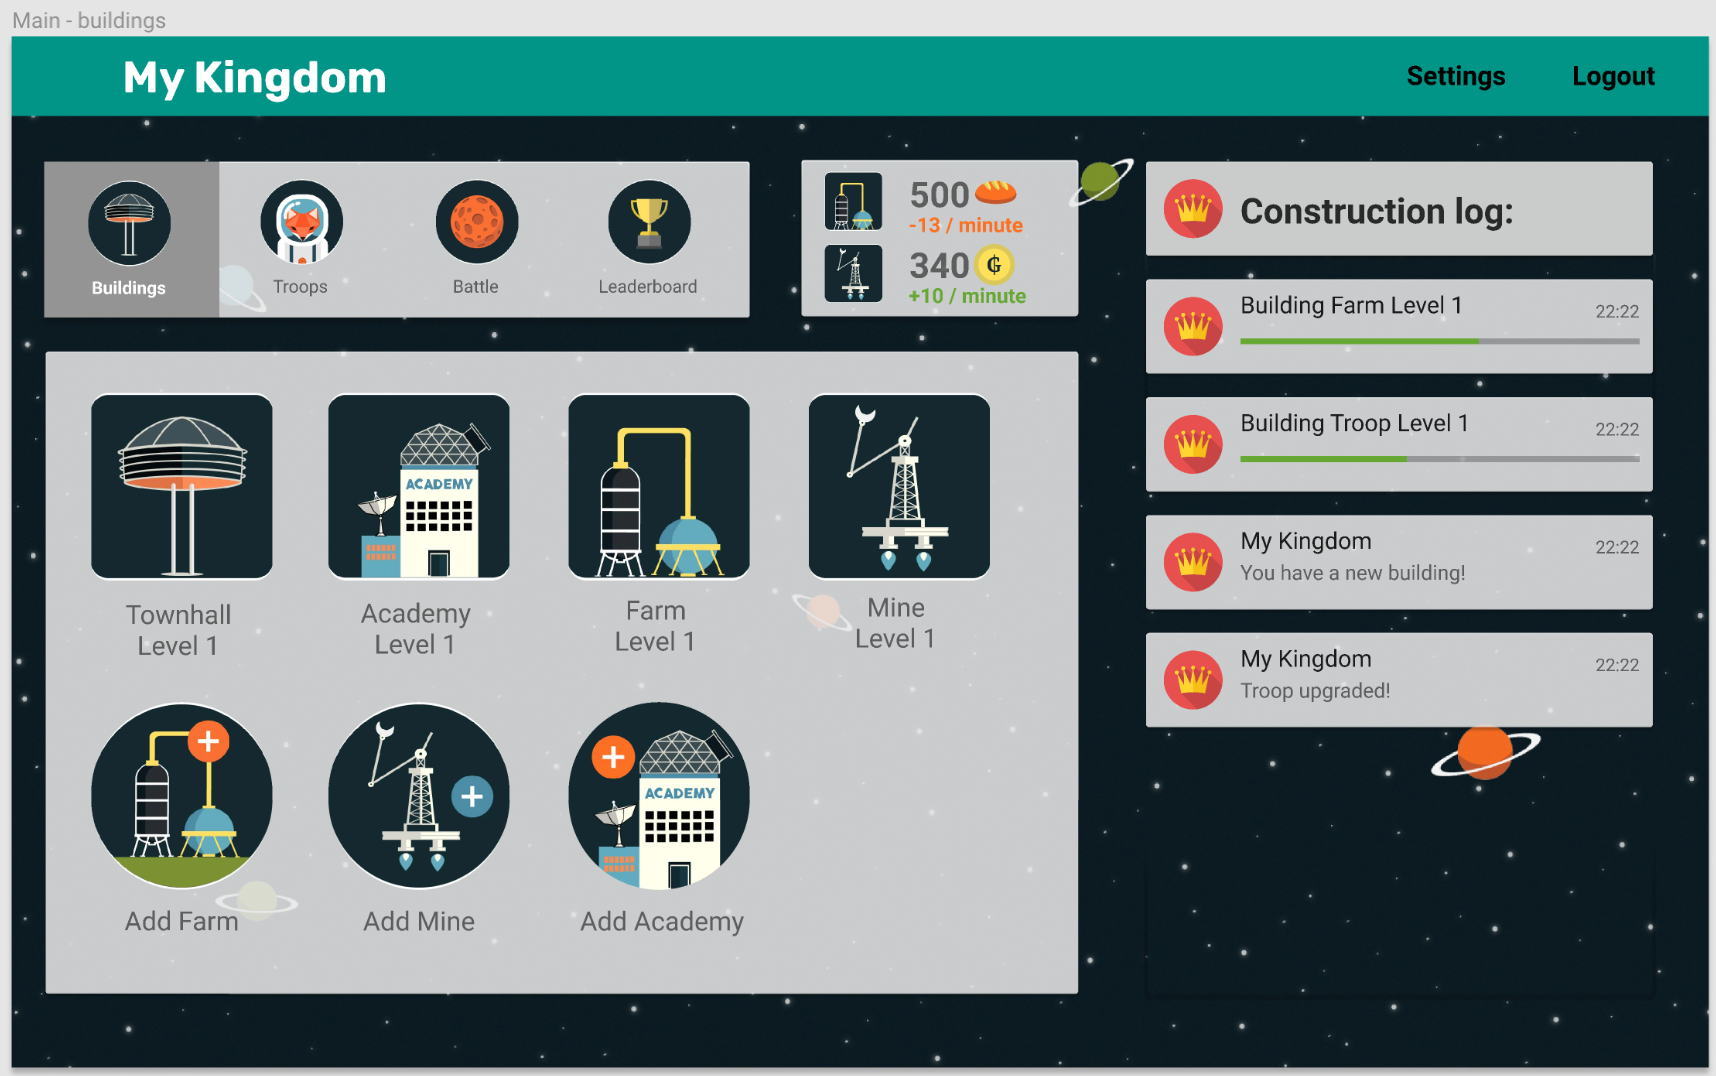 Main - buildings
My Kingdom
Settings
Logout
Buildings
Troops
Battle
Leaderboard
500
-13 / minute
340 ₲
+10 / minute
Construction log:
Building Farm Level 1
22:22
Building Troop Level 1
22:22
My Kingdom
22:22
You have a new building!
My Kingdom
22:22
Troop upgraded!
ACADEMY
Townhall
Level 1
Academy
Level 1
Farm
Level 1
Mine
Level 1
ACADEMY
Add Farm
Add Mine
Add Academy